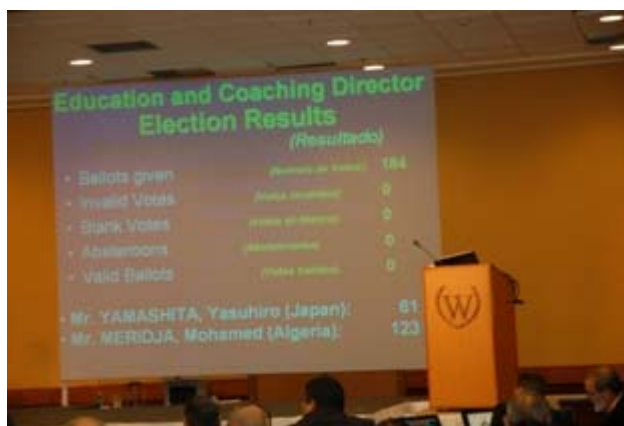 Education and Coaching Director
Election Results
(Resultado)
• Ballots given 184
• Invalid Votes 0
• Blank Votes 0
• Abstentions 0
• Valid Ballots 0
• Mr. YAMASHITA, Yasuhiro (Japan): 61
• Mr. MERIDJA, Mohamed (Algeria): 123
W